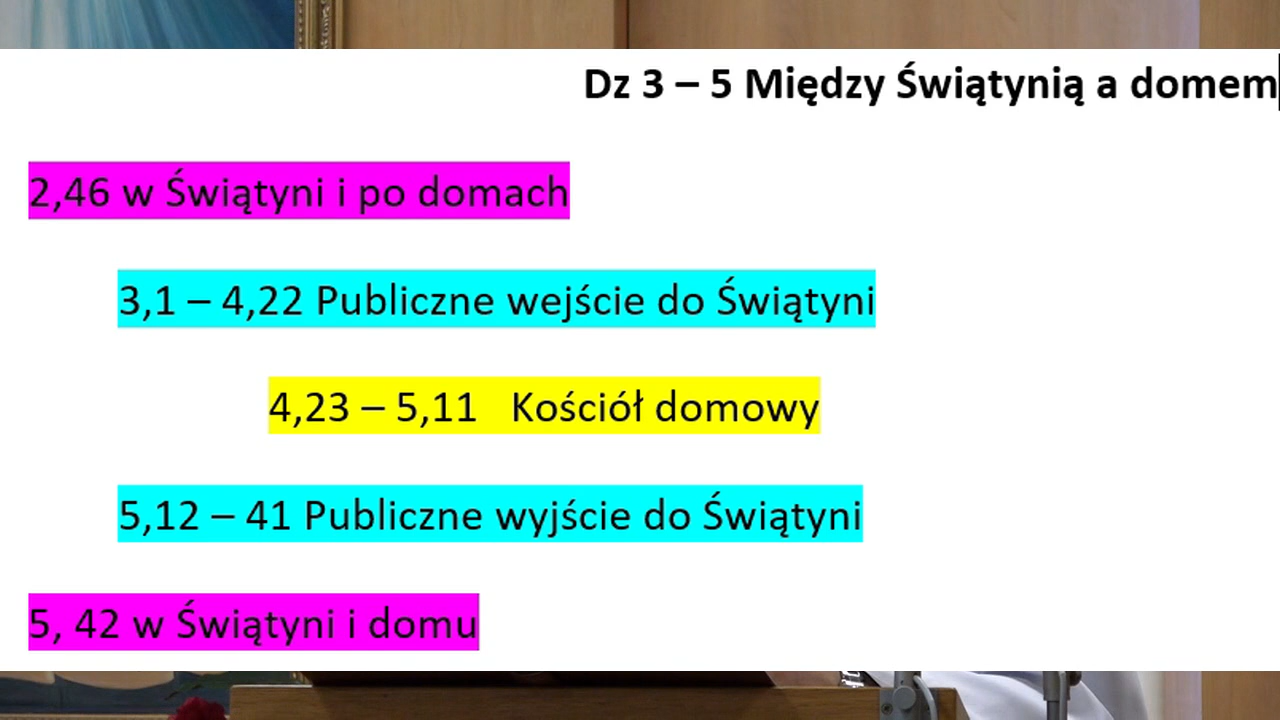 Dz 3 – 5 Między Świątynią a domem
2,46 w Świątyni i po domach
3,1 – 4,22 Publiczne wejście do Świątyni
4,23 – 5,11 Kościół domowy
5,12 – 41 Publiczne wyjście do Świątyni
5, 42 w Świątyni i domu